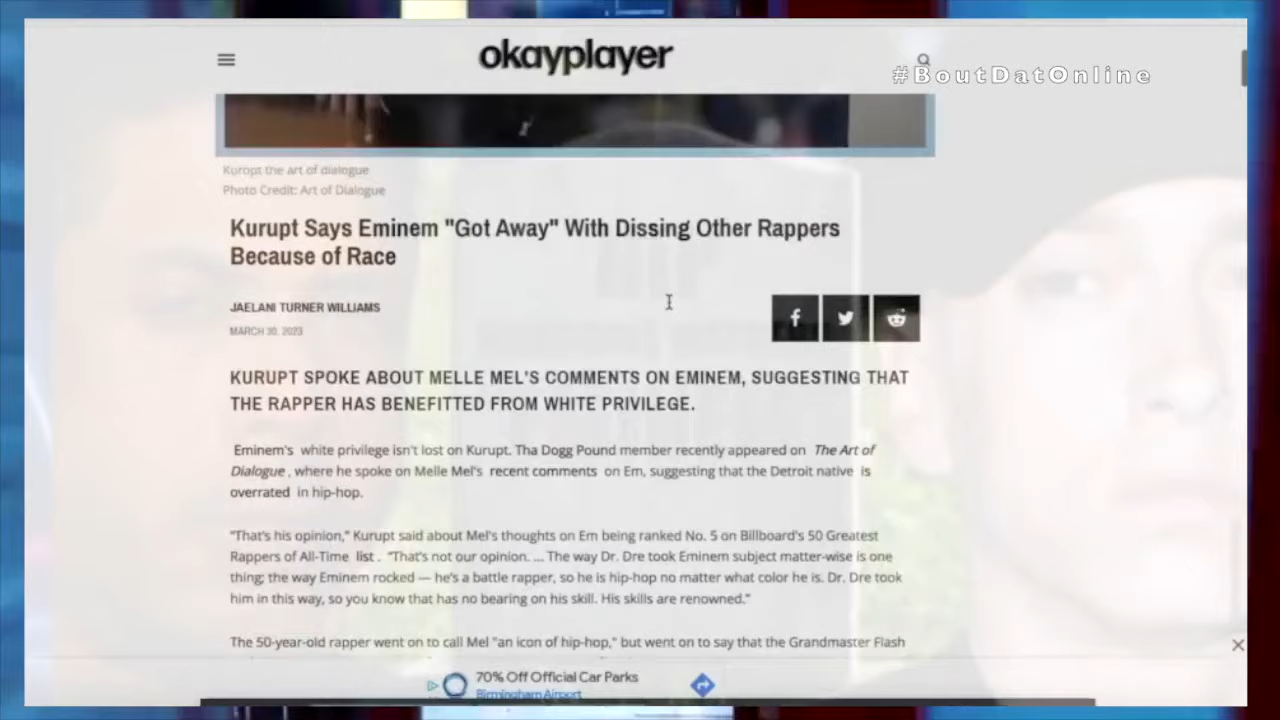 okayplayer
#BoutDatOnline
Kuropt the art of dialogue
Photo Credit: Art of Dialogue
Kurupt Says Eminem "Got Away" With Dissing Other Rappers
Because of Race
JAELANI TURNER WILLIAMS
MARCH 30, 2023
KURUPT SPOKE ABOUT MELLE MEL'S COMMENTS ON EMINEM, SUGGESTING THAT
THE RAPPER HAS BENEFITTED FROM WHITE PRIVILEGE.
Eminem's white privilege isn't lost on Kurupt. Tha Dogg Pound member recently appeared on The Art of
Dialogue, where he spoke on Melle Mel's recent comments on Em, suggesting that the Detroit native is
overrated in hip-hop.
"That's his opinion," Kurupt said about Mel's thoughts on Em being ranked No. 5 on Billboard's 50 Greatest
Rappers of All-Time list. "That's not our opinion. ... The way Dr. Dre took Eminem subject matter-wise is one
thing; the way Eminem rocked — he's a battle rapper, so he is hip-hop no matter what color he is. Dr. Dre took
him in this way, so you know that has no bearing on his skill. His skills are renowned."
The 50-year-old rapper went on to call Mel "an icon of hip-hop," but went on to say that the Grandmaster Flash
70% Off Official Car Parks
Birmingham Airport